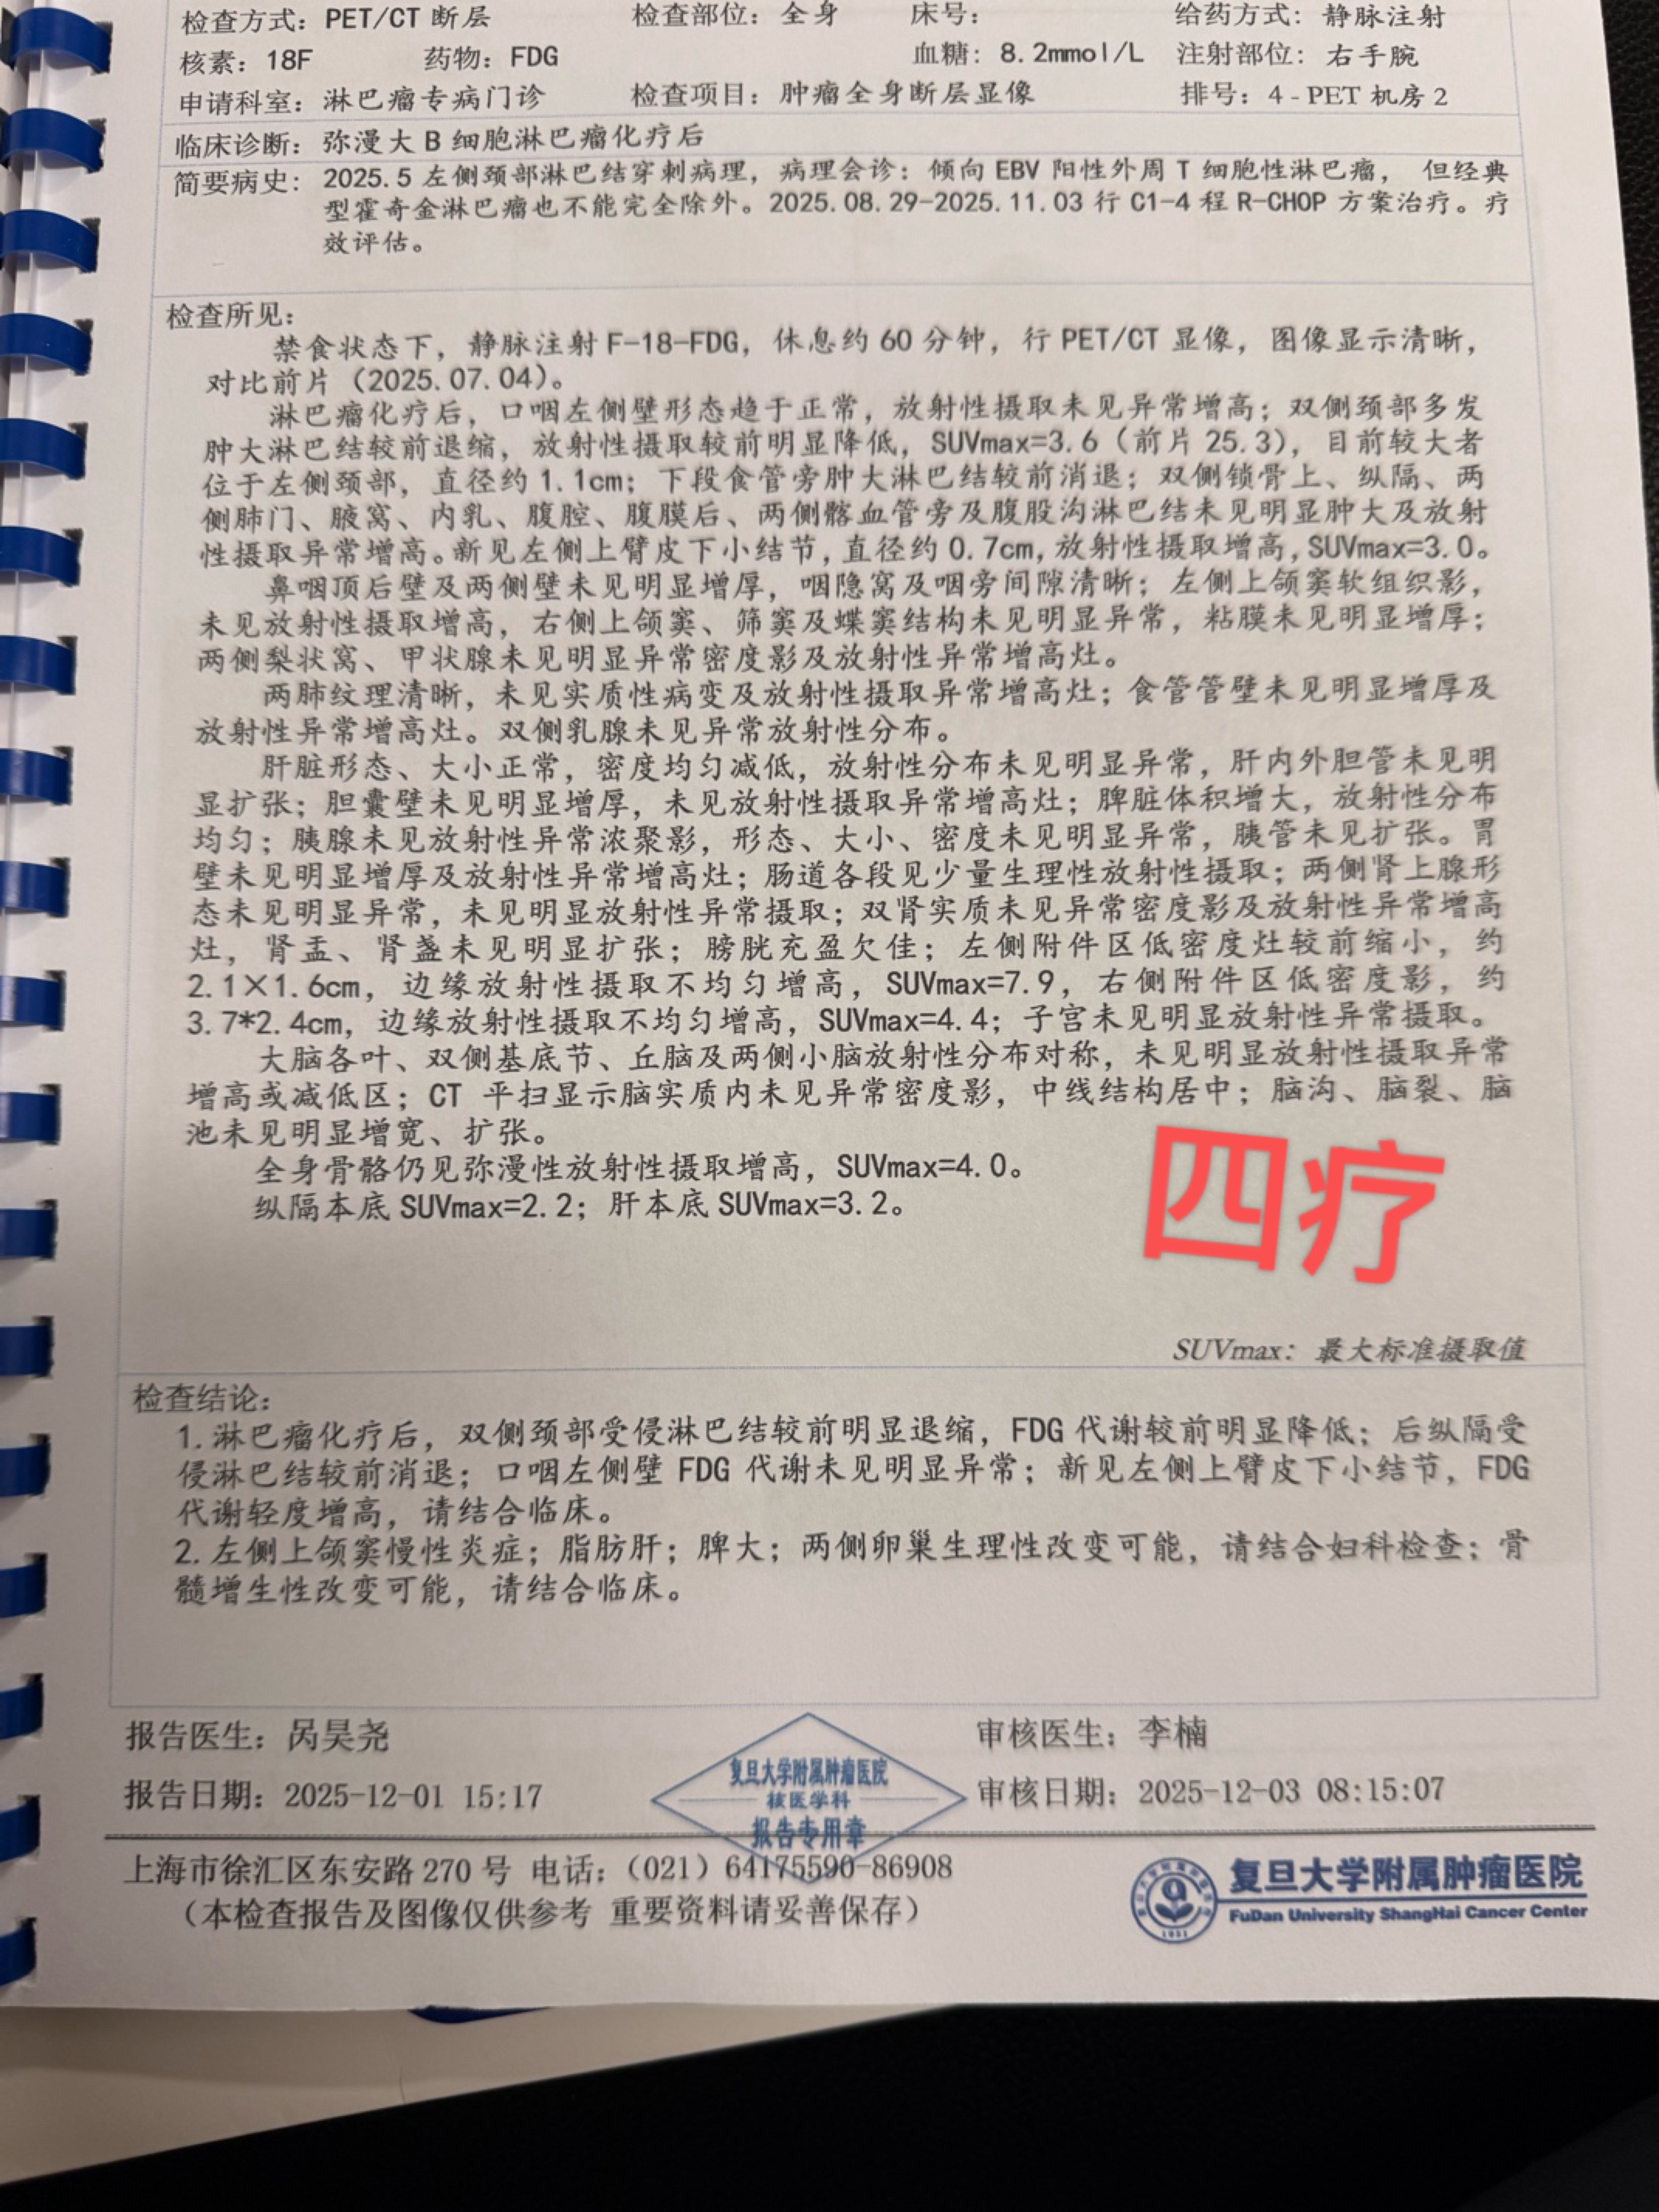 检查方式：PET/CT 断层 检查部位：全身 床号： 给药方式：静脉注射
核素：18F 药物：FDG 血糖：8.2mmol/L 注射部位：右手腕
申请科室：淋巴瘤专病门诊 检查项目：肿瘤全身断层显像 排号：4-PET 机房 2
临床诊断：弥漫大 B 细胞淋巴瘤化疗后
简要病史：2025.5 左侧颈部淋巴结穿刺病理，病理会诊：倾向 EBV 阳性外周 T 细胞性淋巴瘤，但经典
型霍奇金淋巴瘤也不能完全除外。2025.08.29-2025.11.03 行 C1-4 程 R-CHOP 方案治疗。疗
效评估。
检查所见：
禁食状态下，静脉注射 F-18-FDG，休息约 60 分钟，行 PET/CT 显像，图像显示清晰，
对比前片（2025.07.04）。
淋巴瘤化疗后，口咽左侧壁形态趋于正常，放射性摄取未见异常增高；双侧颈部多发
肿大淋巴结较前退缩，放射性摄取较前明显降低，SUVmax=3.6（前片 25.3），目前较大者
位于左侧颈部，直径约 1.1cm；下段食管旁肿大淋巴结较前消退；双侧锁骨上、纵隔、两
侧肺门、腋窝、内乳、腹腔、腹膜后、两侧髂血管旁及腹股沟淋巴结未见明显肿大及放射
性摄取异常增高。新见左侧上臂皮下小结节，直径约 0.7cm，放射性摄取增高，SUVmax=3.0。
鼻咽顶后壁及两侧壁未见明显增厚，咽隐窝及咽旁间隙清晰；左侧上颌窦软组织影，
未见放射性摄取增高，右侧上颌窦、筛窦及蝶窦结构未见明显异常，粘膜未见明显增厚；
两侧梨状窝、甲状腺未见明显异常密度影及放射性异常增高灶。
两肺纹理清晰，未见实质性病变及放射性摄取异常增高灶；食管管壁未见明显增厚及
放射性异常增高灶。双侧乳腺未见异常放射性分布。
肝脏形态、大小正常，密度均匀减低，放射性分布未见明显异常，肝内外胆管未见明
显扩张；胆囊壁未见明显增厚，未见放射性摄取异常增高灶；脾脏体积增大，放射性分布
均匀；胰腺未见放射性异常浓聚影，形态、大小、密度未见明显异常，胰管未见扩张。胃
壁未见明显增厚及放射性异常增高灶；肠道各段见少量生理性放射性摄取；两侧肾上腺形
态未见明显异常，未见明显放射性异常摄取；双肾实质未见异常密度影及放射性异常增高
灶，肾盂、肾盏未见明显扩张；膀胱充盈欠佳；左侧附件区低密度灶较前缩小，约
2.1×1.6cm，边缘放射性摄取不均匀增高，SUVmax=7.9，右侧附件区低密度影，约
3.7*2.4cm，边缘放射性摄取不均匀增高，SUVmax=4.4；子宫未见明显放射性异常摄取。
大脑各叶、双侧基底节、丘脑及两侧小脑放射性分布对称，未见明显放射性摄取异常
增高或减低区；CT 平扫显示脑实质内未见异常密度影，中线结构居中；脑沟、脑裂、脑
池未见明显增宽、扩张。
全身骨骼仍见弥漫性放射性摄取增高，SUVmax=4.0。
纵隔本底 SUVmax=2.2；肝本底 SUVmax=3.2。
四疗
SUVmax：最大标准摄取值
检查结论：
1.淋巴瘤化疗后，双侧颈部受侵淋巴结较前明显退缩，FDG 代谢较前明显降低；后纵隔受
侵淋巴结较前消退；口咽左侧壁 FDG 代谢未见明显异常；新见左侧上臂皮下小结节，FDG
代谢轻度增高，请结合临床。
2.左侧上颌窦慢性炎症；脂肪肝；脾大；两侧卵巢生理性改变可能，请结合妇科检查；骨
髓增生性改变可能，请结合临床。
报告医生：呙昊尧 审核医生：李楠
报告日期：2025-12-01 15:17 审核日期：2025-12-03 08:15:07
复旦大学附属肿瘤医院
核医学科
报告专用章
上海市徐汇区东安路 270 号 电话：（021）64175590-86908
（本检查报告及图像仅供参考 重要资料请妥善保存）
复旦大学附属肿瘤医院
FuDan University ShangHai Cancer Center
1931